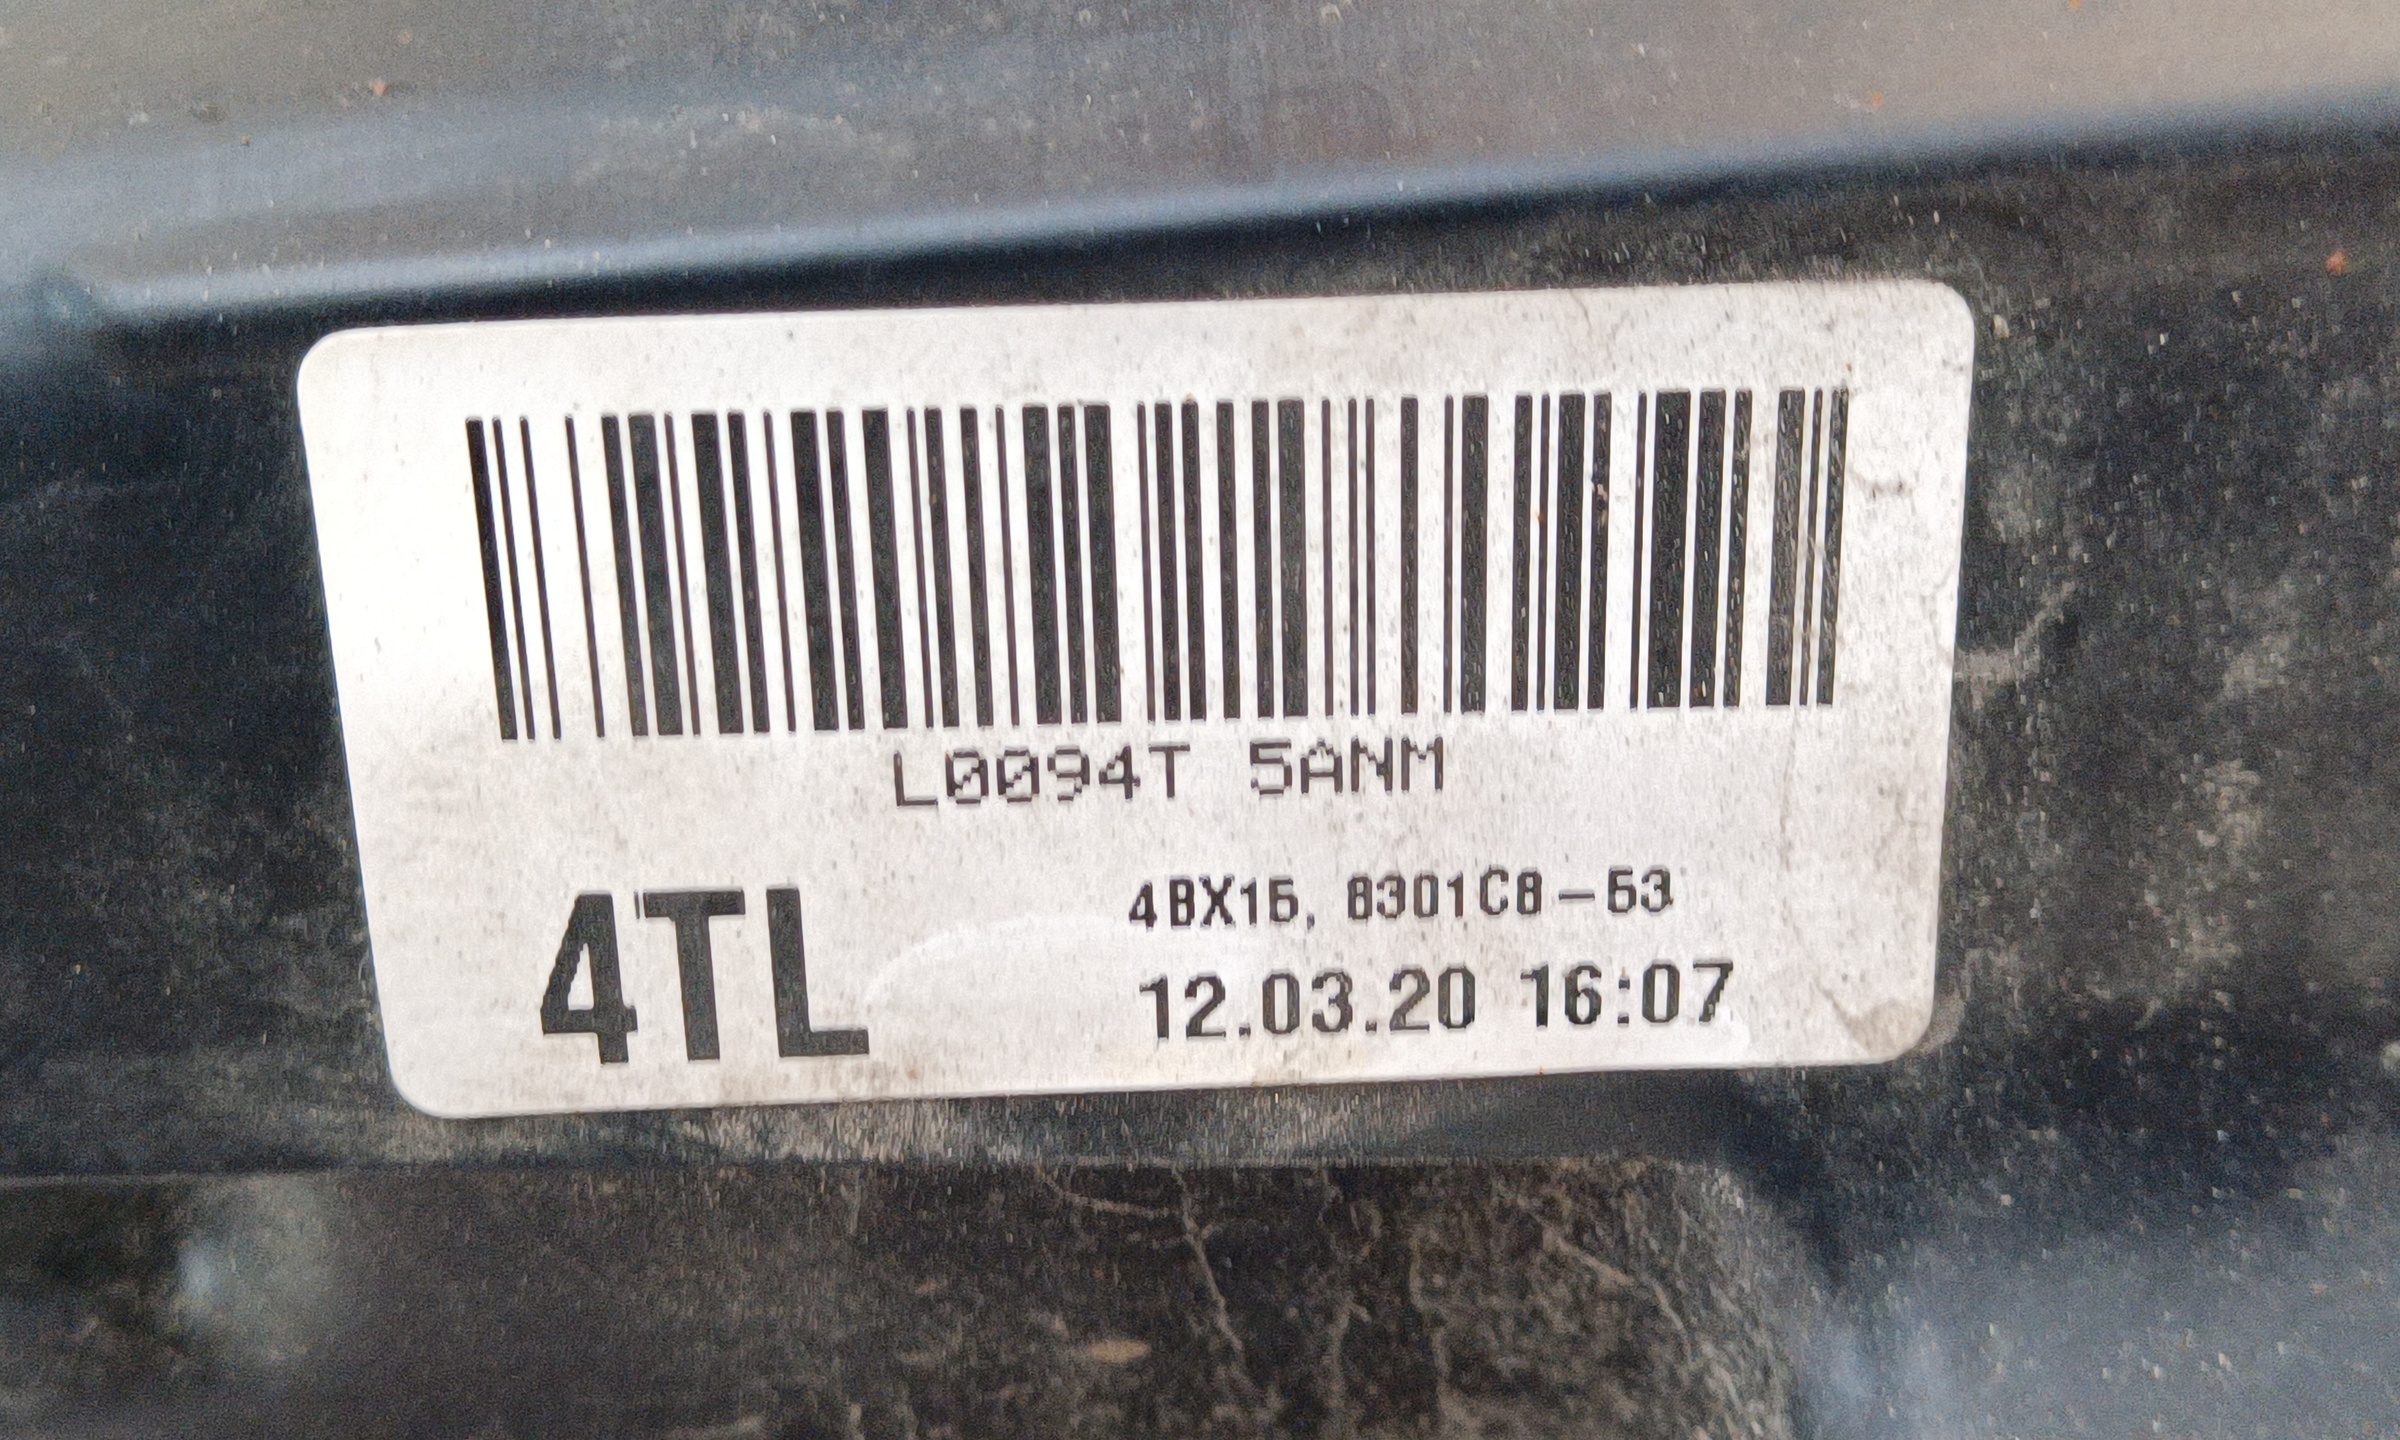 L0094T 5ANM
4TL
4BX15, 8301C8-53
12.03.20 16:07